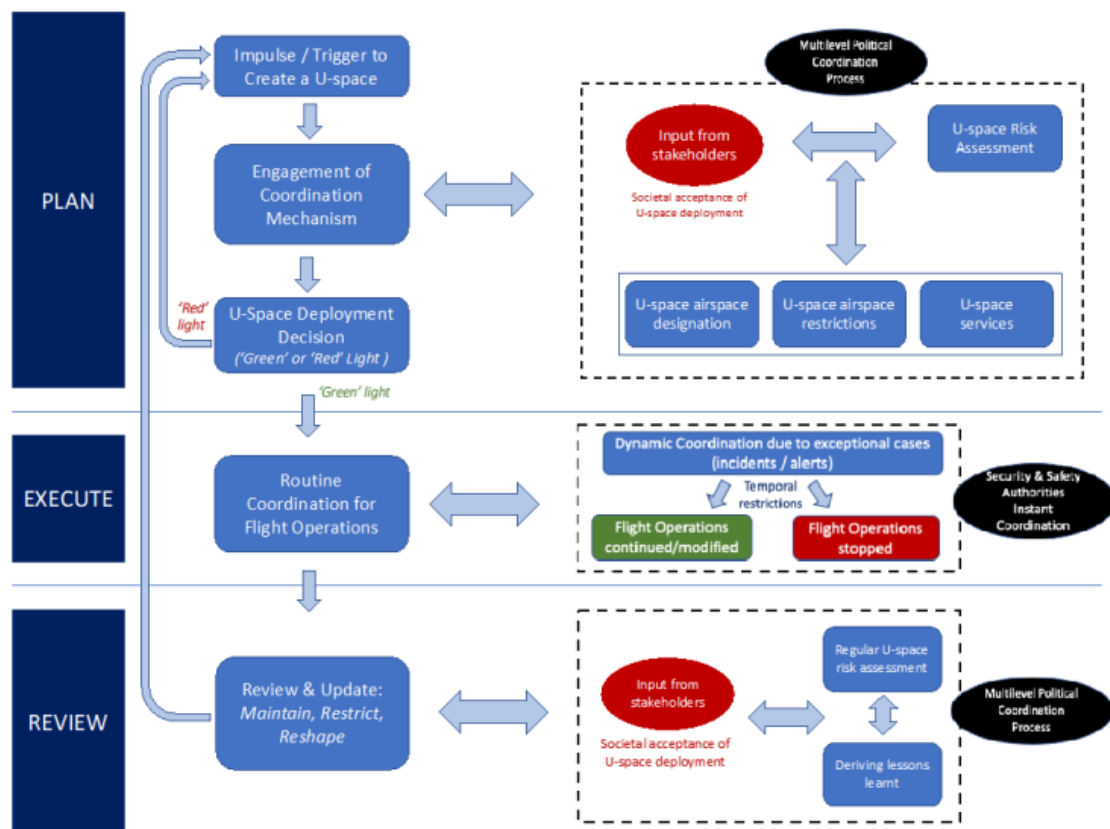 PLAN
Impulse / Trigger to
Create a U-space
Engagement of
Coordination
Mechanism
'Red'
light
U-Space Deployment
Decision
('Green' or 'Red' Light )
'Green' light
Multilevel Political
Coordination
Process
Input from
stakeholders
Societal acceptance of
U-space deployment
U-space Risk
Assessment
U-space airspace
designation
U-space airspace
restrictions
U-space
services
EXECUTE
Routine
Coordination for
Flight Operations
Dynamic Coordination due to exceptional cases
(incidents / alerts)
Temporal
restrictions
Flight Operations
continued/modified
Flight Operations
stopped
Security & Safety
Authorities
Instant
Coordination
REVIEW
Review & Update:
Maintain, Restrict,
Reshape
Input from
stakeholders
Societal acceptance of
U-space deployment
Regular U-space
risk assessment
Deriving lessons
learnt
Multilevel Political
Coordination
Process